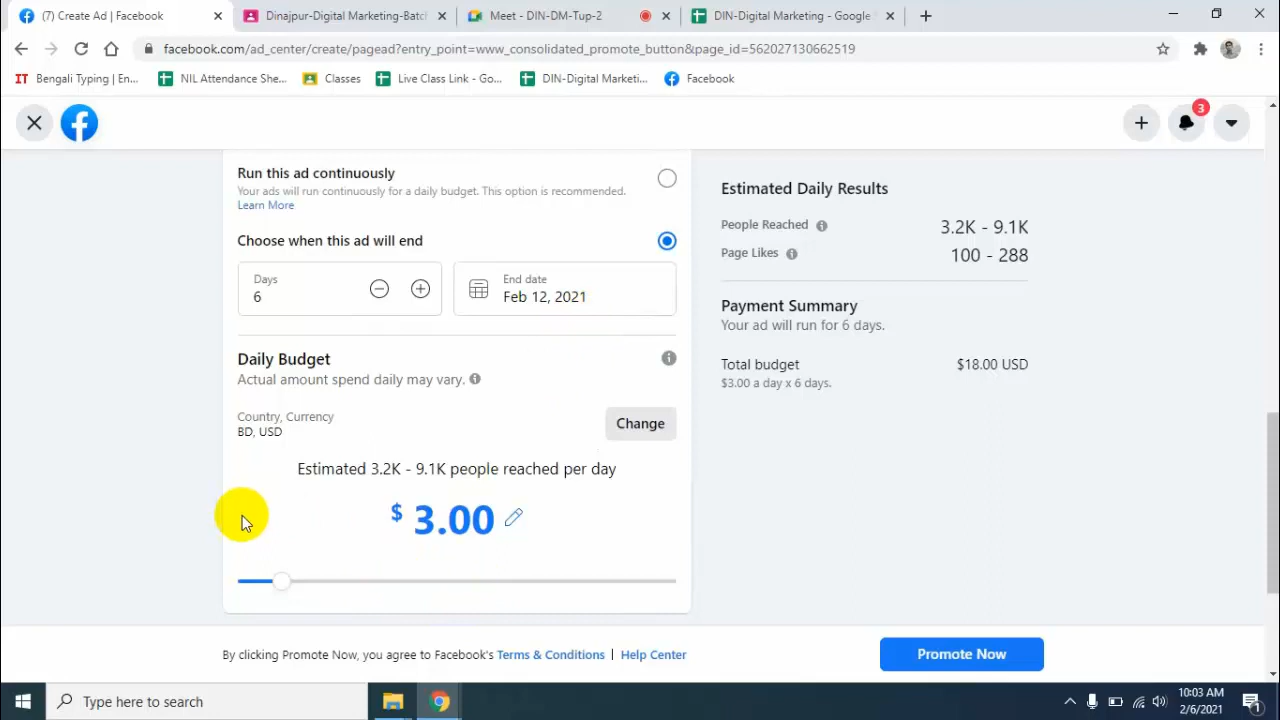 (7) Create Ad | Facebook
Dinajpur-Digital Marketing-Batc
Meet - DIN-DM-Tup-2
DIN-Digital Marketing - Google
facebook.com/ad_center/create/pagead?entry_point=www_consolidated_promote_button&page_id=562027130662519
IT Bengali Typing | En...
NIL Attendance She...
Classes
Live Class Link - Go...
DIN-Digital Marketi...
Facebook
3
Run this ad continuously
Your ads will run continuously for a daily budget. This option is recommended.
Learn More
Choose when this ad will end
Days
6
End date
Feb 12, 2021
Daily Budget
Actual amount spend daily may vary.
Country, Currency
BD, USD
Change
Estimated 3.2K - 9.1K people reached per day
$ 3.00
Estimated Daily Results
People Reached 3.2K - 9.1K
Page Likes 100 - 288
Payment Summary
Your ad will run for 6 days.
Total budget $18.00 USD
$3.00 a day x 6 days.
By clicking Promote Now, you agree to Facebook's Terms & Conditions | Help Center
Promote Now
Type here to search
10:03 AM
2/6/2021
1